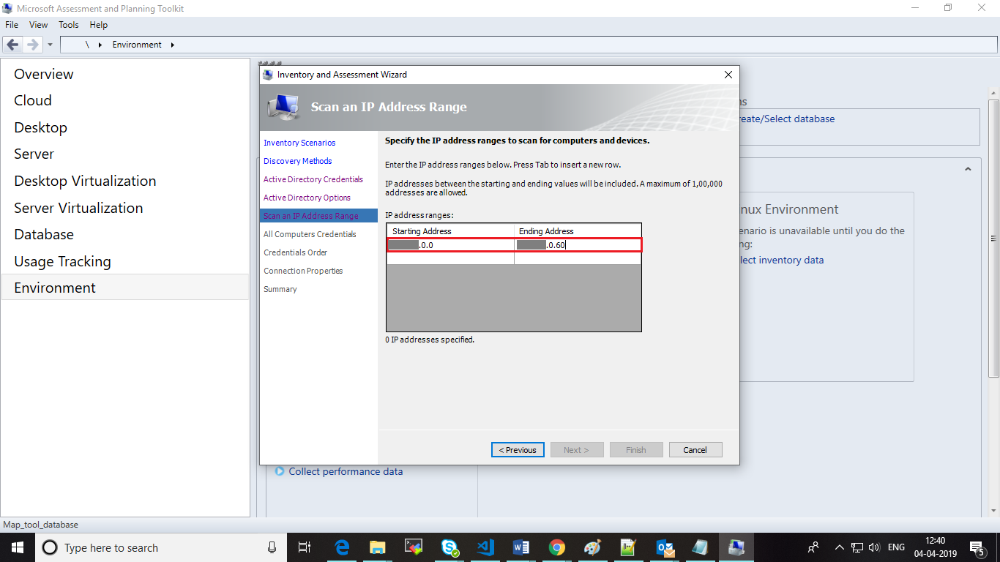 Microsoft Assessment and Planning Toolkit
File View Tools Help
\ Environment
Overview
Cloud
Desktop
Server
Desktop Virtualization
Server Virtualization
Database
Usage Tracking
Environment
Inventory and Assessment Wizard
Scan an IP Address Range
Inventory Scenarios
Discovery Methods
Active Directory Credentials
Active Directory Options
Scan an IP Address Range
All Computers Credentials
Credentials Order
Connection Properties
Summary
Specify the IP address ranges to scan for computers and devices.
Enter the IP address ranges below. Press Tab to insert a new row.
IP addresses between the starting and ending values will be included. A maximum of 1,00,000
addresses are allowed.
IP address ranges:
Starting Address Ending Address
.0.0 .0.60
0 IP addresses specified.
< Previous Next > Finish Cancel
ns
reate/Select database
nux Environment
enario is unavailable until you do the
ng:
lect inventory data
Collect performance data
Map_tool_database
Type here to search
ENG
12:40
04-04-2019
5